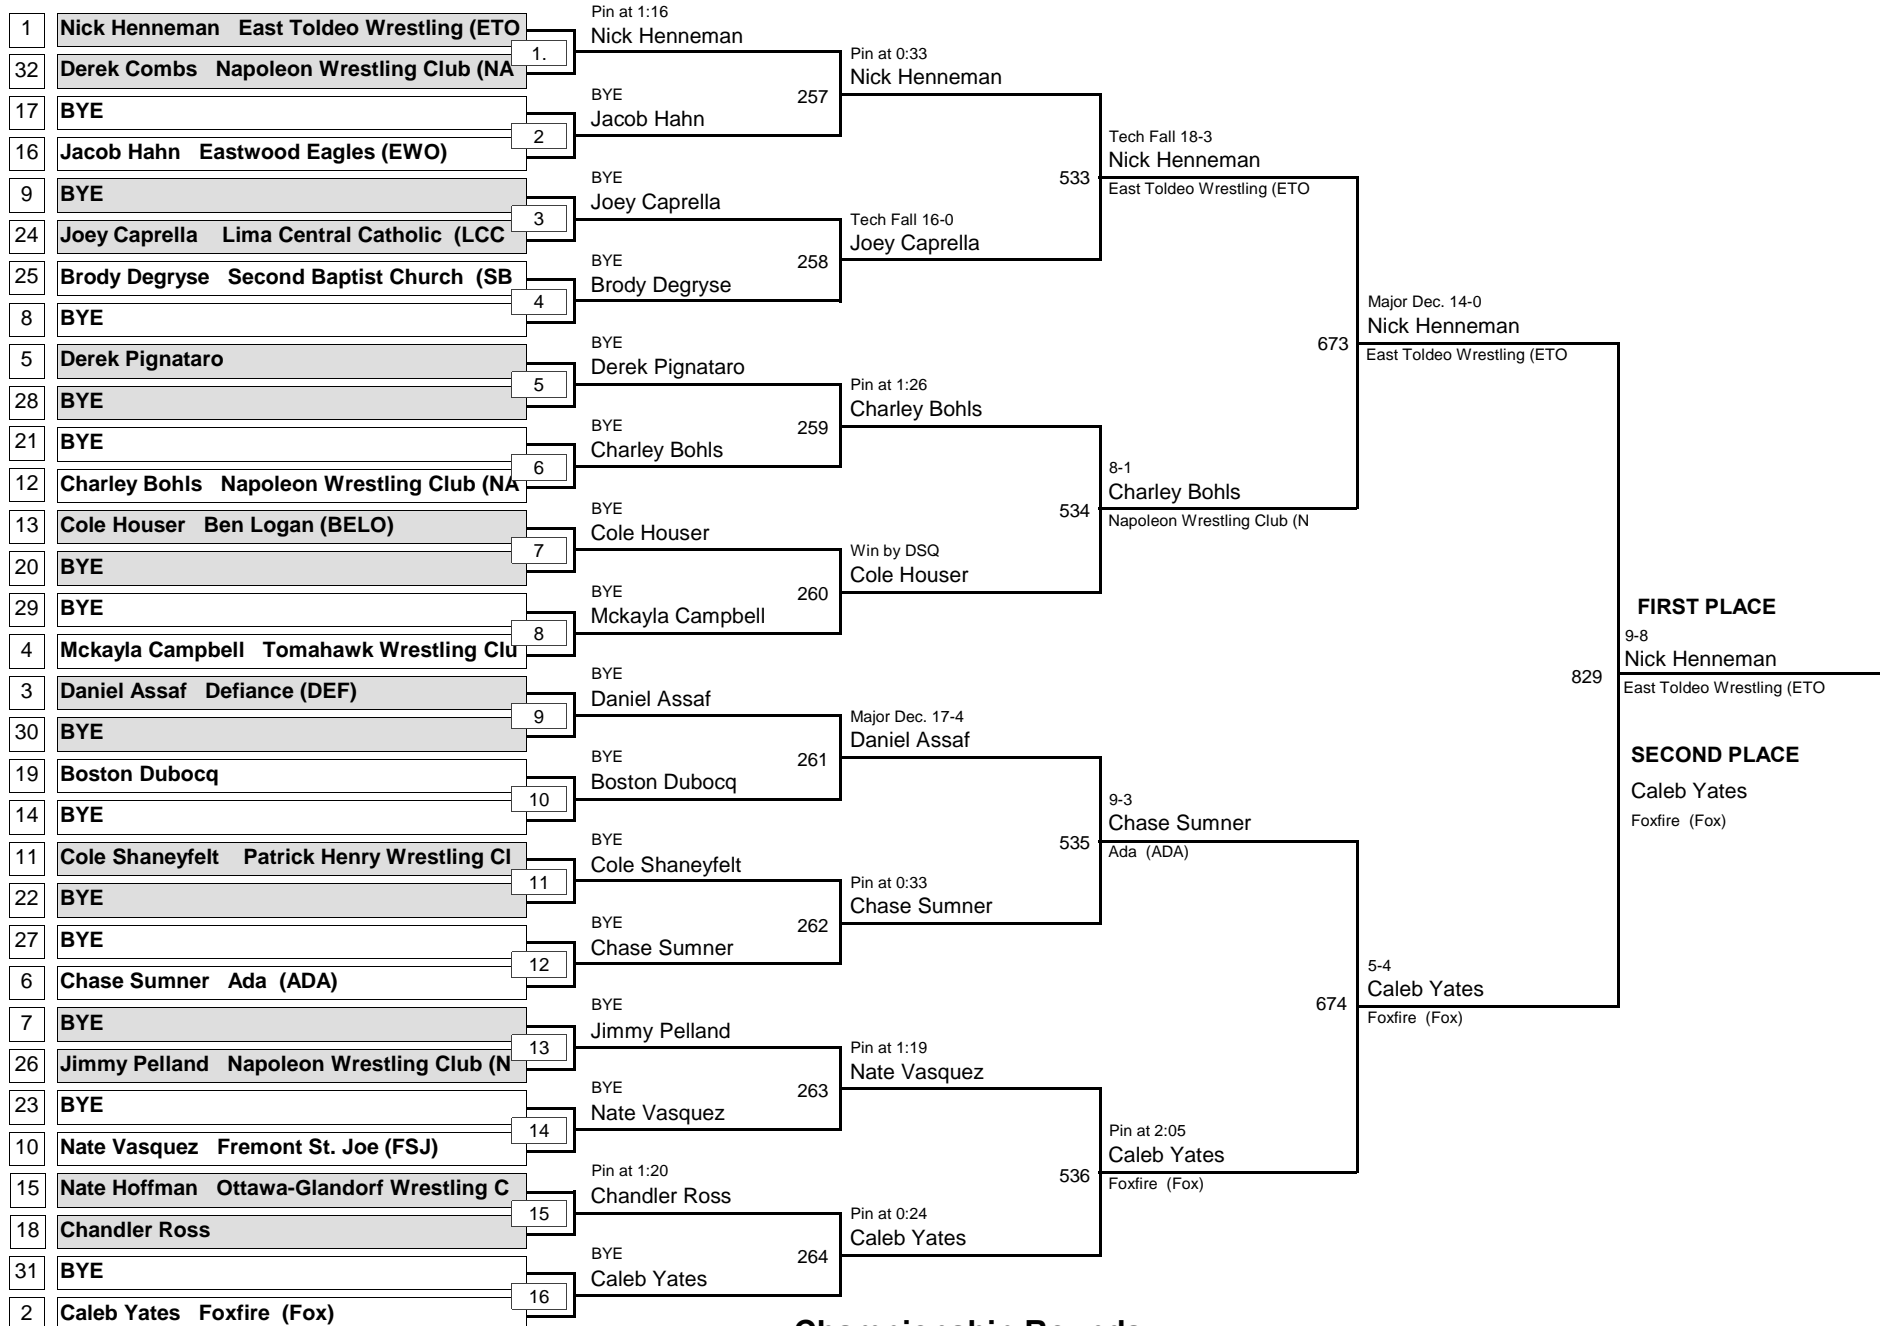 1 Nick Henneman East Toldeo Wrestling (ETO
32 Derek Combs Napoleon Wrestling Club (NA
17 BYE
16 Jacob Hahn Eastwood Eagles (EWO)
9 BYE
24 Joey Caprella Lima Central Catholic (LCC
25 Brody Degryse Second Baptist Church (SB
8 BYE
5 Derek Pignataro
28 BYE
21 BYE
12 Charley Bohls Napoleon Wrestling Club (NA
13 Cole Houser Ben Logan (BELO)
20 BYE
29 BYE
4 Mckayla Campbell Tomahawk Wrestling Clu
3 Daniel Assaf Defiance (DEF)
30 BYE
19 Boston Dubocq
14 BYE
11 Cole Shaneyfelt Patrick Henry Wrestling Cl
22 BYE
27 BYE
6 Chase Sumner Ada (ADA)
7 BYE
26 Jimmy Pelland Napoleon Wrestling Club (N
23 BYE
10 Nate Vasquez Fremont St. Joe (FSJ)
15 Nate Hoffman Ottawa-Glandorf Wrestling C
18 Chandler Ross
31 BYE
2 Caleb Yates Foxfire (Fox)
1.
2
3
4
5
6
7
8
9
10
11
12
13
14
15
16
Pin at 1:16
Nick Henneman
BYE
Jacob Hahn
BYE
Joey Caprella
BYE
Brody Degryse
BYE
Derek Pignataro
BYE
Charley Bohls
BYE
Cole Houser
BYE
Mckayla Campbell
BYE
Daniel Assaf
BYE
Boston Dubocq
BYE
Cole Shaneyfelt
BYE
Chase Sumner
BYE
Jimmy Pelland
BYE
Nate Vasquez
Pin at 1:20
Chandler Ross
BYE
Caleb Yates
257
258
259
260
261
262
263
264
Pin at 0:33
Nick Henneman
Tech Fall 16-0
Joey Caprella
Pin at 1:26
Charley Bohls
Win by DSQ
Cole Houser
Major Dec. 17-4
Daniel Assaf
Pin at 0:33
Chase Sumner
Pin at 1:19
Nate Vasquez
Pin at 0:24
Caleb Yates
533
534
535
536
Tech Fall 18-3
Nick Henneman
East Toldeo Wrestling (ETO
8-1
Charley Bohls
Napoleon Wrestling Club (N
9-3
Chase Sumner
Ada (ADA)
Pin at 2:05
Caleb Yates
Foxfire (Fox)
673
674
Major Dec. 14-0
Nick Henneman
East Toldeo Wrestling (ETO
5-4
Caleb Yates
Foxfire (Fox)
829
FIRST PLACE
9-8
Nick Henneman
East Toldeo Wrestling (ETO
SECOND PLACE
Caleb Yates
Foxfire (Fox)
Championship Rounds